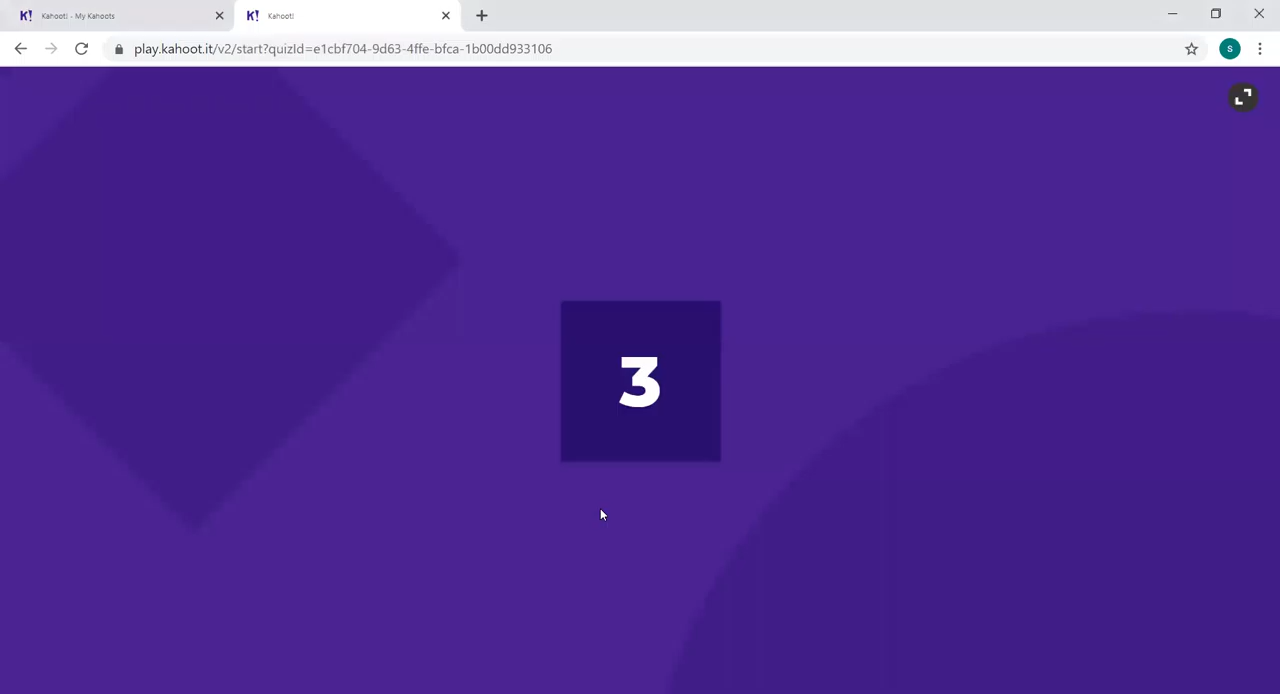 K! Kahoot! - My Kahoots
K! Kahoot!
play.kahoot.it/v2/start?quizId=e1cbf704-9d63-4ffe-bfca-1b00dd933106
S
3